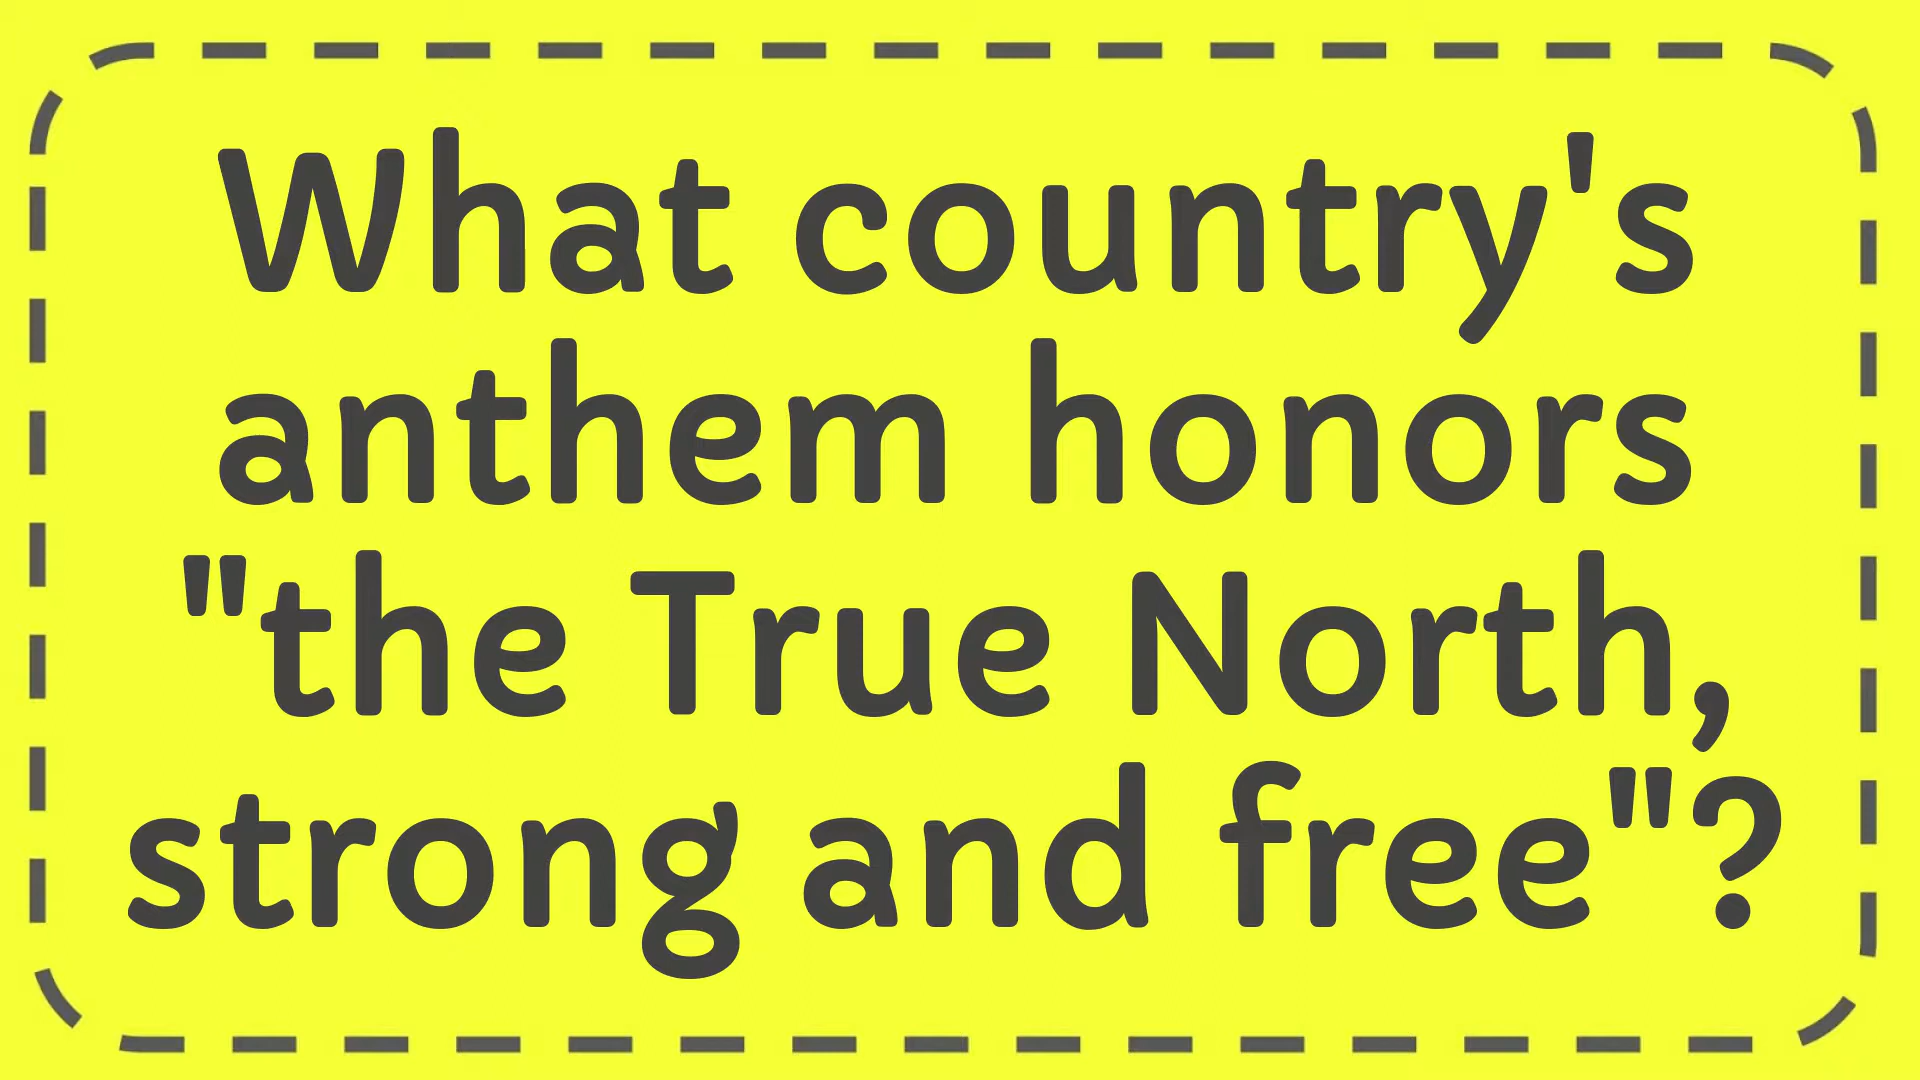 What country's
anthem honors
"the True North,
strong and free"?